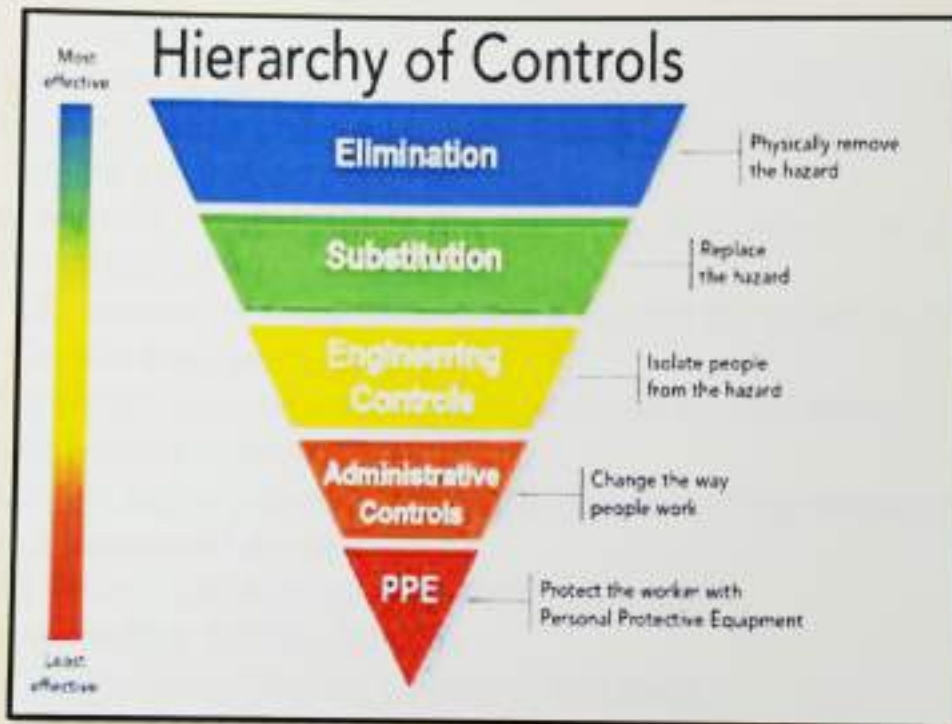 Hierarchy of Controls
Most
effective
Elimination
Physically remove
the hazard
Substitution
Replace
the hazard
Engineering
Controls
Isolate people
from the hazard
Administrative
Controls
Change the way
people work
PPE
Protect the worker with
Personal Protective Equipment
Least
effective